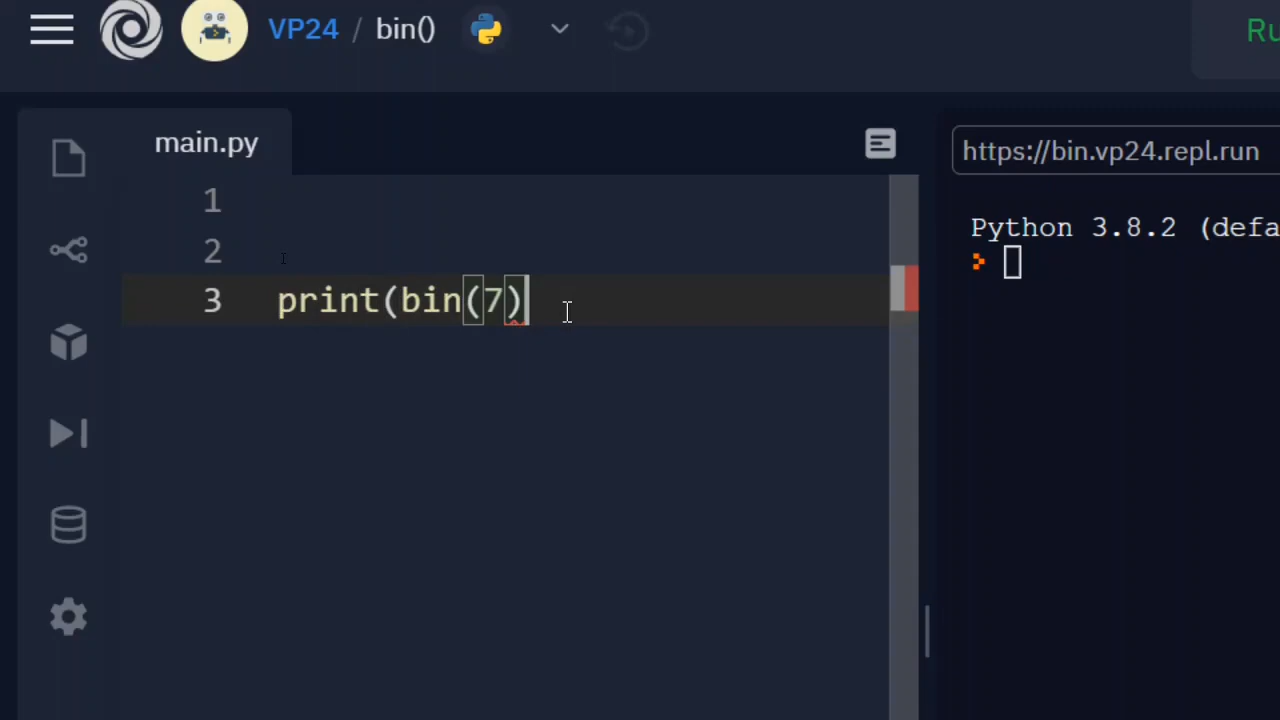 VP24 / bin()
Ru
main.py
https://bin.vp24.repl.run
1
2
3 print(bin(7)
Python 3.8.2 (defa